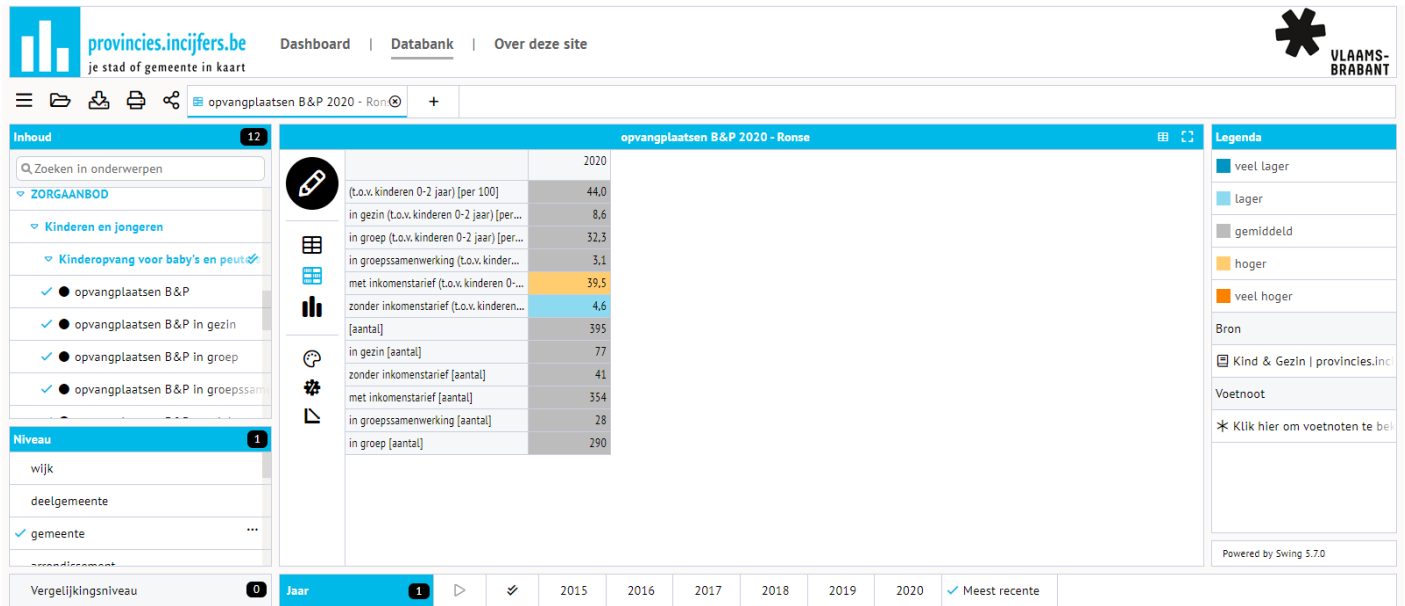 provincies.incijfers.be
je stad of gemeente in kaart
Dashboard | Databank | Over deze site
VLAAMS-
BRABANT
opvangplaatsen B&P 2020 - Ron
+
Inhoud 12
Zoeken in onderwerpen
ZORGAANBOD
Kinderen en jongeren
Kinderopvang voor baby's en peut
opvangplaatsen B&P
opvangplaatsen B&P in gezin
opvangplaatsen B&P in groep
opvangplaatsen B&P in groepssam
Niveau 1
wijk
deelgemeente
gemeente ...
arrondissement
Vergelijkingsniveau 0
opvangplaatsen B&P 2020 - Ronse
2020
(t.o.v. kinderen 0-2 jaar) [per 100] 44,0
in gezin (t.o.v. kinderen 0-2 jaar) [per... 8,6
in groep (t.o.v. kinderen 0-2 jaar) [per... 32,3
in groepssamenwerking (t.o.v. kinder... 3,1
met inkomenstarief (t.o.v. kinderen 0-... 39,5
zonder inkomenstarief (t.o.v. kinderen... 4,6
[aantal] 395
in gezin [aantal] 77
zonder inkomenstarief [aantal] 41
met inkomenstarief [aantal] 354
in groepssamenwerking [aantal] 28
in groep [aantal] 290
Jaar 1
2015 2016 2017 2018 2019 2020 Meest recente
Legenda
veel lager
lager
gemiddeld
hoger
veel hoger
Bron
Kind & Gezin | provincies.inci
Voetnoot
Klik hier om voetnoten te bek
Powered by Swing 5.7.0